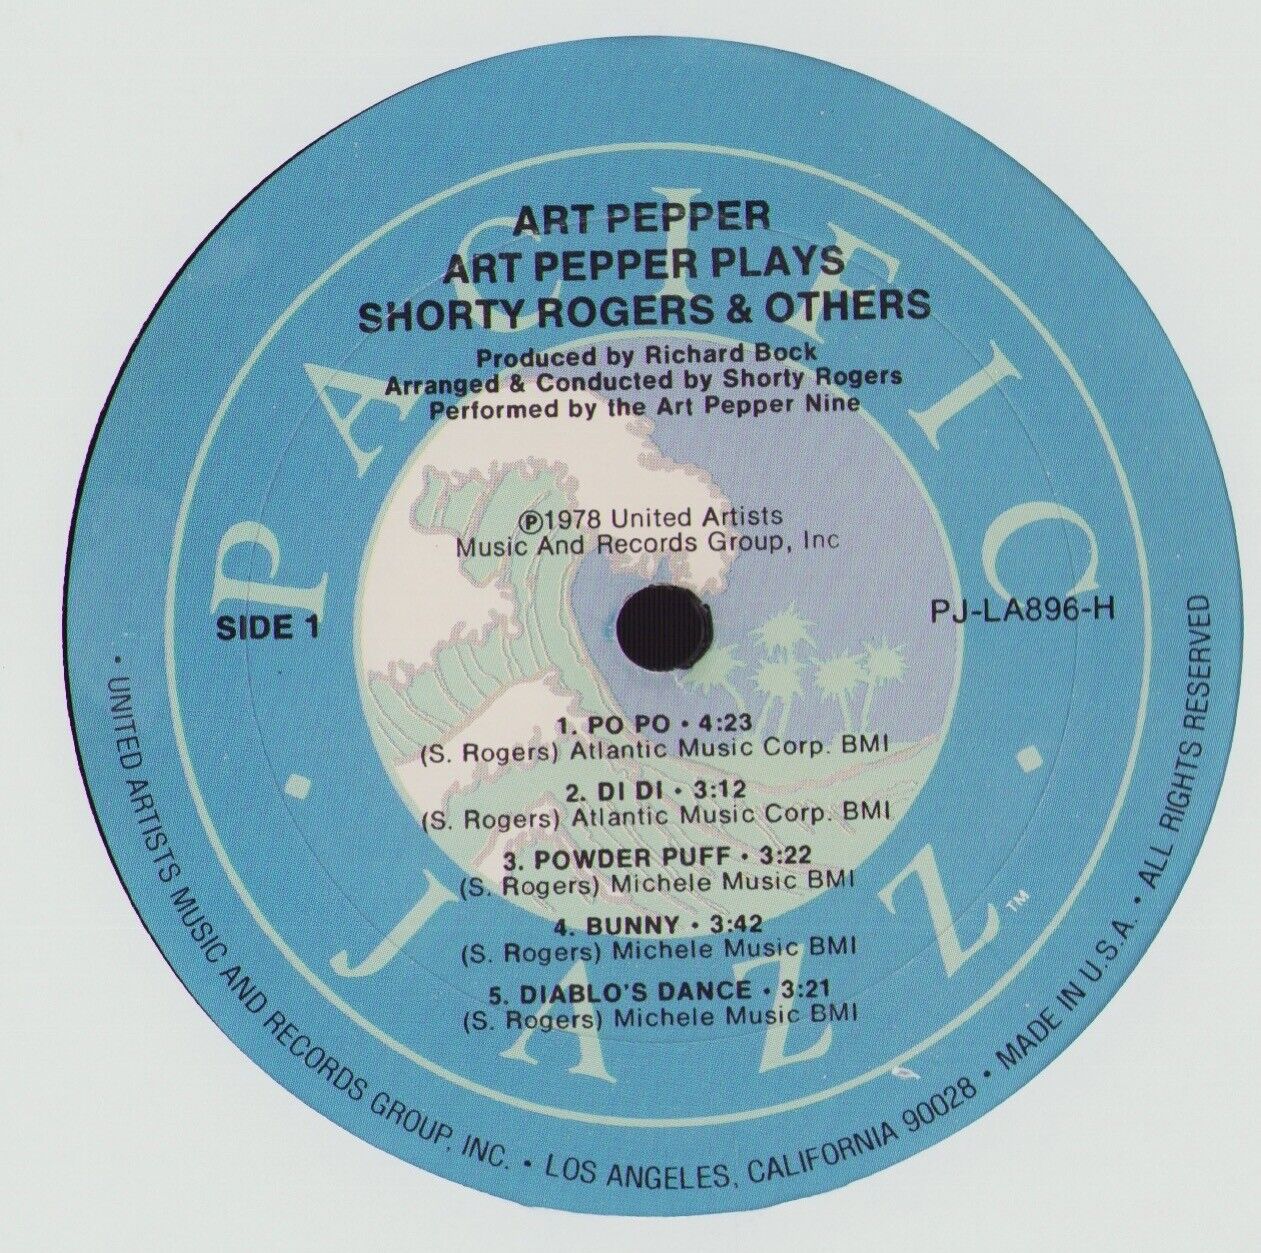 PACIFIC
ART PEPPER
ART PEPPER PLAYS
SHORTY ROGERS & OTHERS
Produced by Richard Bock
Arranged & Conducted by Shorty Rogers
Performed by the Art Pepper Nine
℗1978 United Artists
Music And Records Group, Inc
SIDE 1
PJ-LA896-H
1. PO PO • 4:23
(S. Rogers) Atlantic Music Corp. BMI
2. DI DI • 3:12
(S. Rogers) Atlantic Music Corp. BMI
3. POWDER PUFF • 3:22
(S. Rogers) Michele Music BMI
4. BUNNY • 3:42
(S. Rogers) Michele Music BMI
5. DIABLO'S DANCE • 3:21
(S. Rogers) Michele Music BMI
JAZZ™
• UNITED ARTISTS MUSIC AND RECORDS GROUP, INC. • LOS ANGELES, CALIFORNIA 90028 • MADE IN U.S.A. • ALL RIGHTS RESERVED